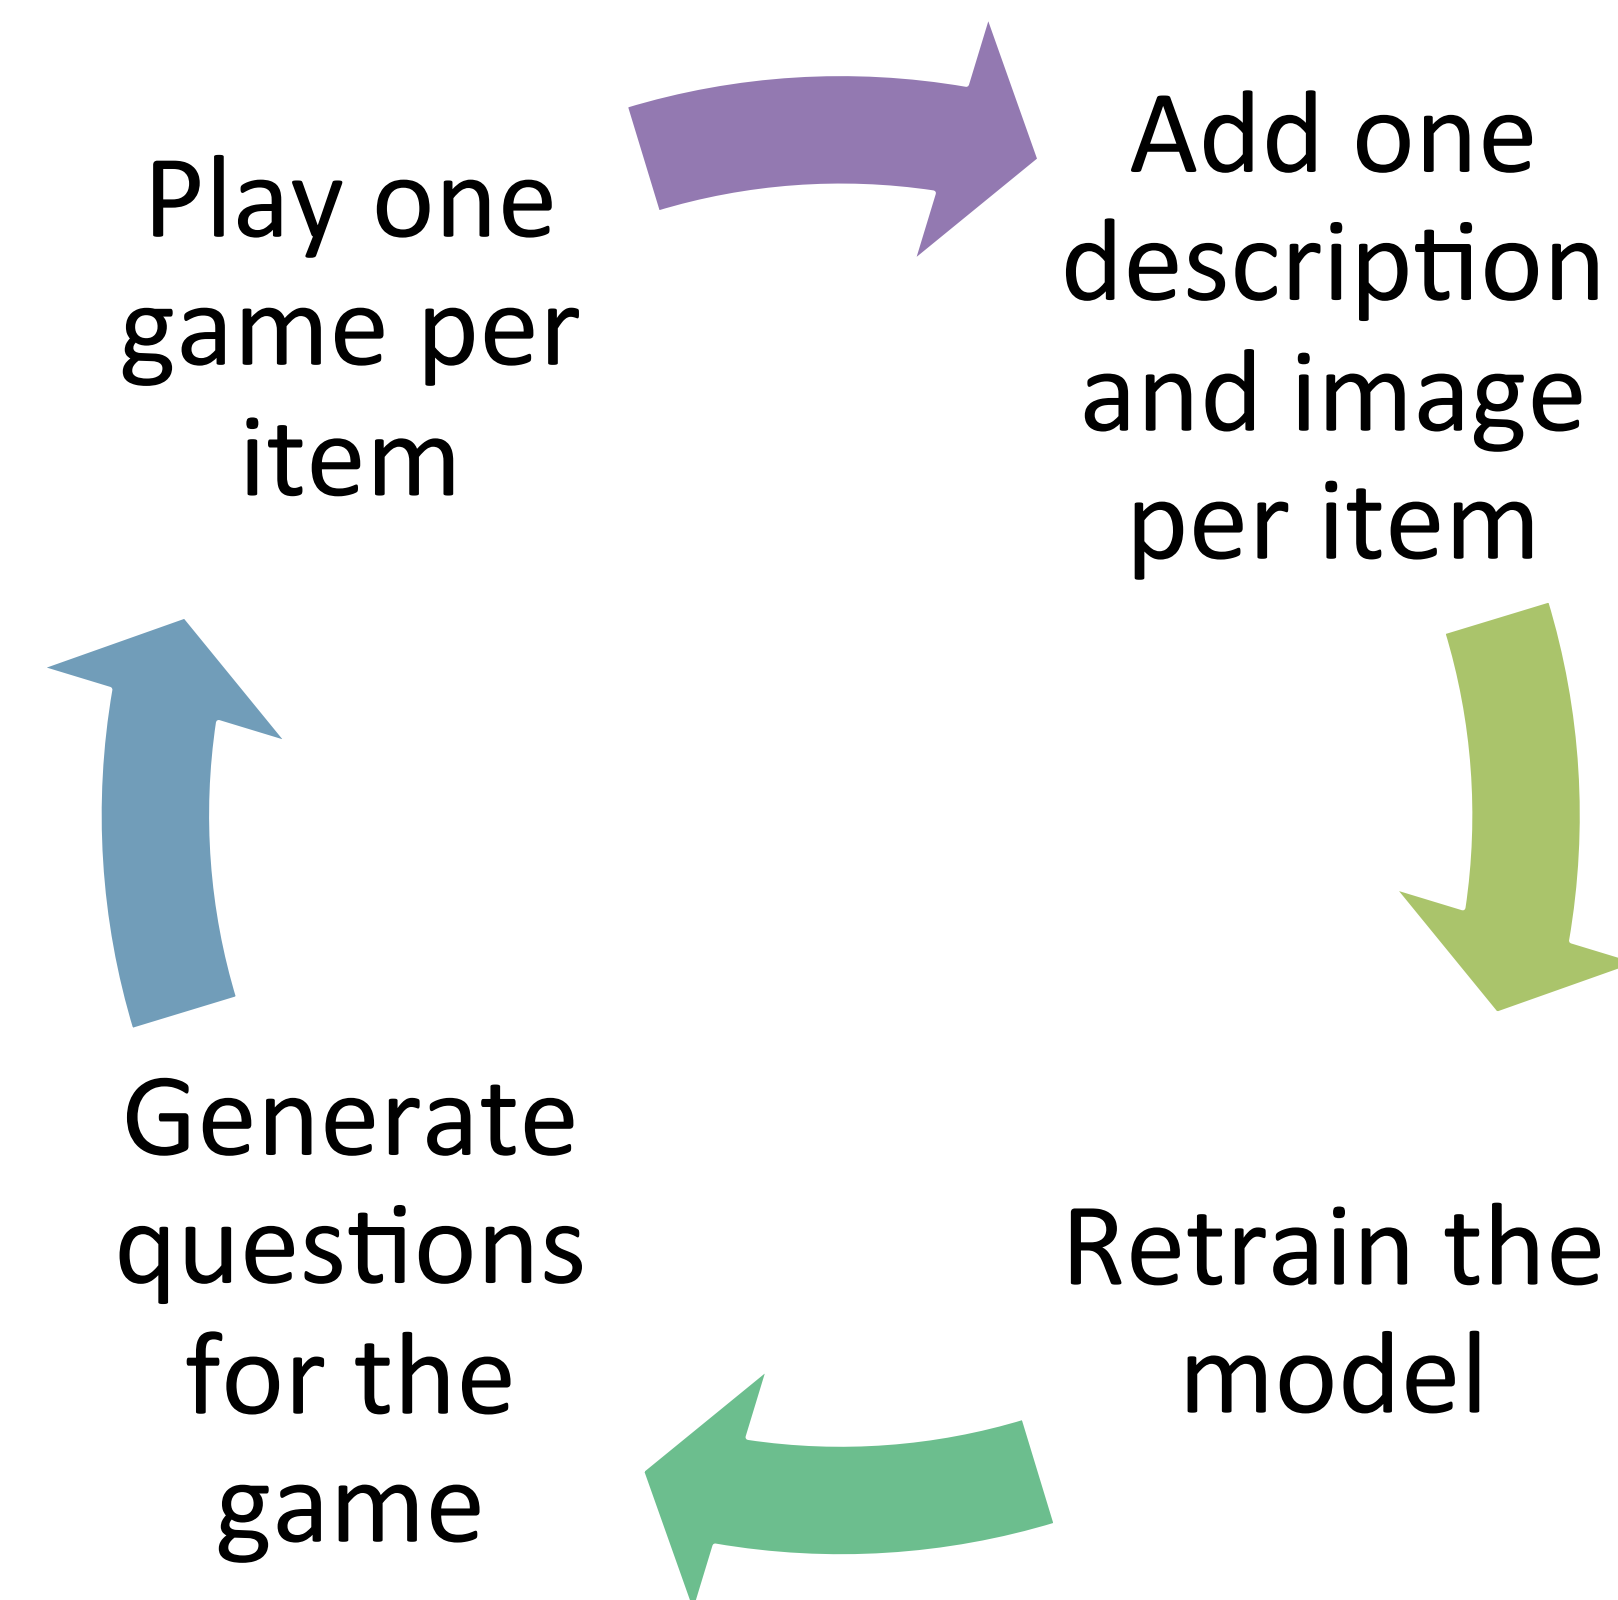 Play one
game per
item
Add one
description
and image
per item
Retrain the
model
Generate
questions
for the
game